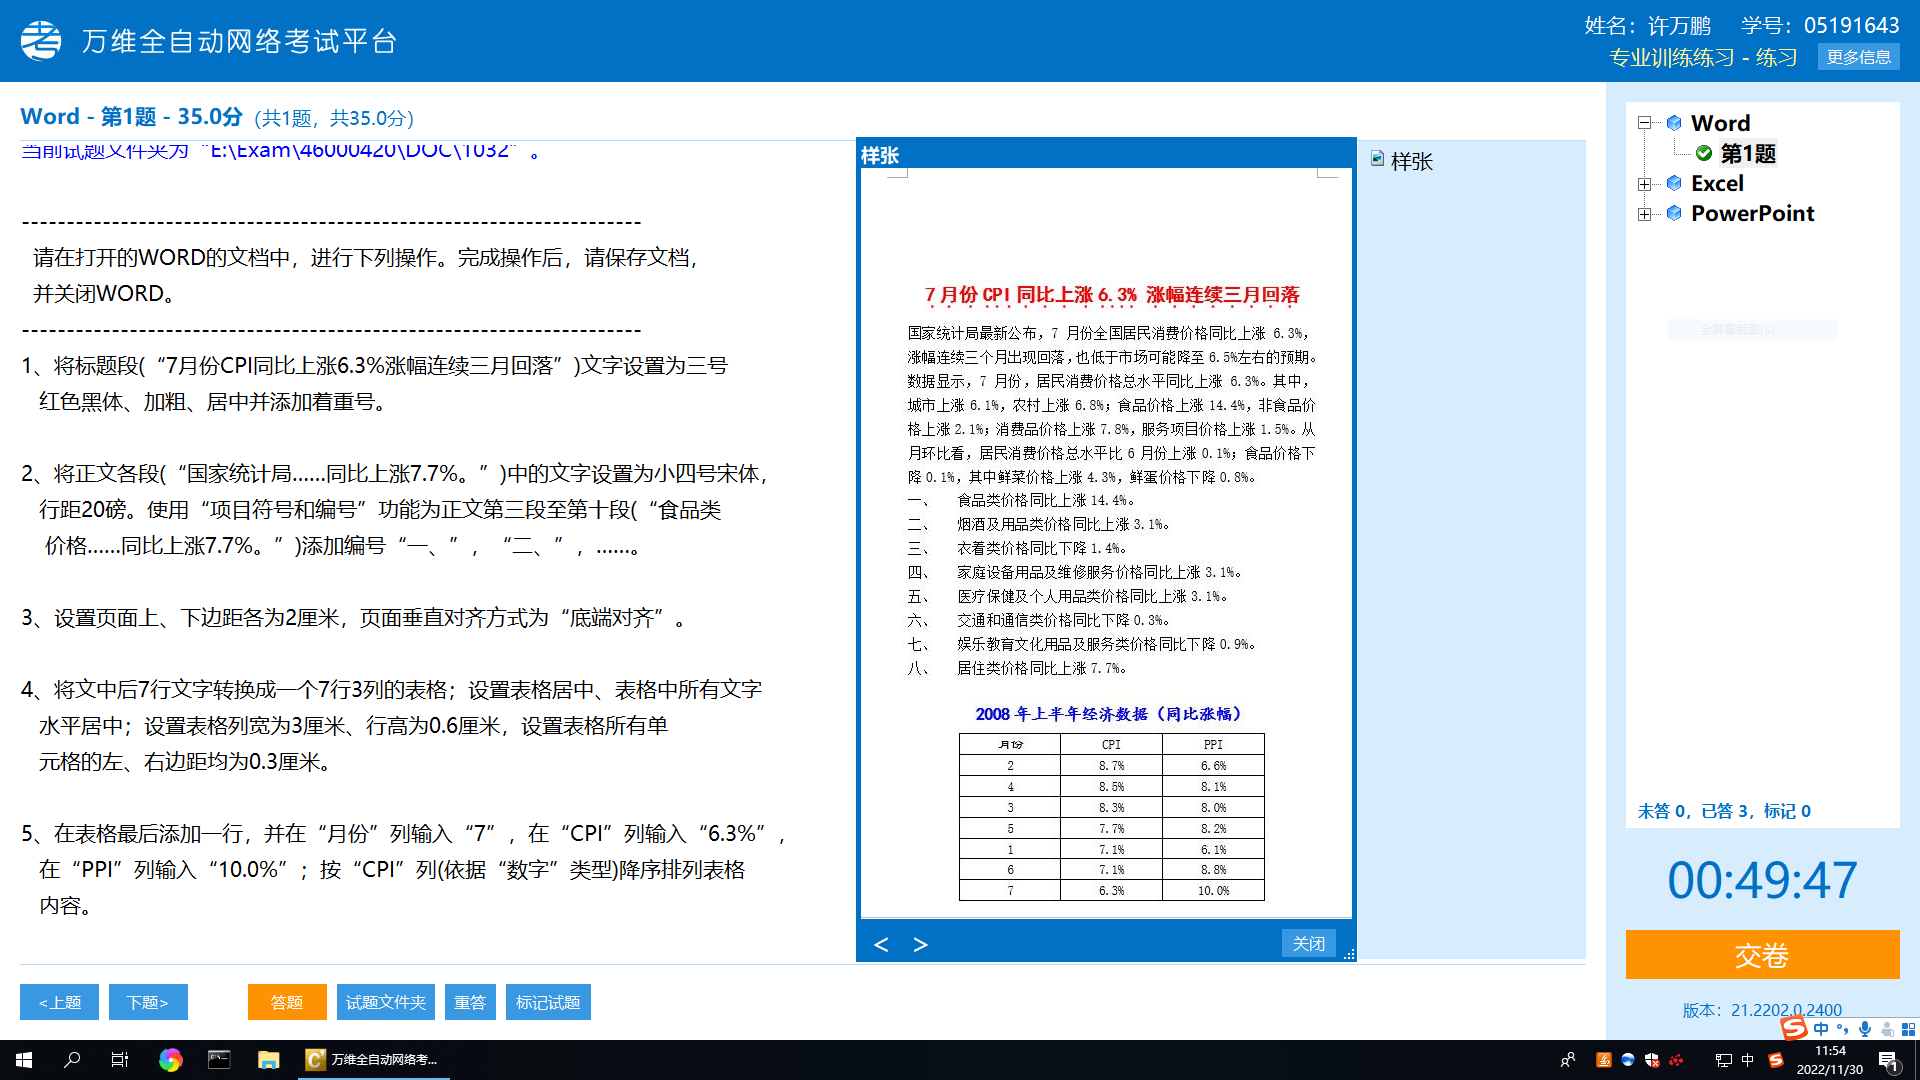 万维全自动网络考试平台
姓名：许万鹏 学号：05191643
专业训练练习 - 练习 更多信息
Word - 第1题 - 35.0分 (共1题，共35.0分)
当前试题文件夹为“E:\Exam\46000420\DOC\1032”。
---------------------------------------------------------------------
请在打开的WORD的文档中，进行下列操作。完成操作后，请保存文档，
并关闭WORD。
---------------------------------------------------------------------
1、将标题段(“7月份CPI同比上涨6.3%涨幅连续三月回落”)文字设置为三号
红色黑体、加粗、居中并添加着重号。
2、将正文各段(“国家统计局......同比上涨7.7%。”)中的文字设置为小四号宋体，
行距20磅。使用“项目符号和编号”功能为正文第三段至第十段(“食品类
价格......同比上涨7.7%。”)添加编号“一、”，“二、”，......。
3、设置页面上、下边距各为2厘米，页面垂直对齐方式为“底端对齐”。
4、将文中后7行文字转换成一个7行3列的表格；设置表格居中、表格中所有文字
水平居中；设置表格列宽为3厘米、行高为0.6厘米，设置表格所有单
元格的左、右边距均为0.3厘米。
5、在表格最后添加一行，并在“月份”列输入“7”，在“CPI”列输入“6.3%”，
在“PPI”列输入“10.0%”；按“CPI”列(依据“数字”类型)降序排列表格
内容。
样张
7 月份 CPI 同比上涨 6.3% 涨幅连续三月回落
国家统计局最新公布，7 月份全国居民消费价格同比上涨 6.3%，
涨幅连续三个月出现回落，也低于市场可能降至 6.5%左右的预期。
数据显示，7 月份，居民消费价格总水平同比上涨 6.3%。其中，
城市上涨 6.1%，农村上涨 6.8%；食品价格上涨 14.4%，非食品价
格上涨 2.1%；消费品价格上涨 7.8%，服务项目价格上涨 1.5%。从
月环比看，居民消费价格总水平比 6 月份上涨 0.1%；食品价格下
降 0.1%，其中鲜菜价格上涨 4.3%，鲜蛋价格下降 0.8%。
一、 食品类价格同比上涨 14.4%。
二、 烟酒及用品类价格同比上涨 3.1%。
三、 衣着类价格同比下降 1.4%。
四、 家庭设备用品及维修服务价格同比上涨 3.1%。
五、 医疗保健及个人用品类价格同比上涨 3.1%。
六、 交通和通信类价格同比下降 0.3%。
七、 娱乐教育文化用品及服务类价格同比下降 0.9%。
八、 居住类价格同比上涨 7.7%。
2008 年上半年经济数据（同比涨幅）
月份 CPI PPI
2 8.7% 6.6%
4 8.5% 8.1%
3 8.3% 8.0%
5 7.7% 8.2%
1 7.1% 6.1%
6 7.1% 8.8%
7 6.3% 10.0%
< > 关闭
样张
Word
第1题
Excel
PowerPoint
全屏幕截图(S)
未答 0，已答 3，标记 0
00:49:47
交卷
版本：21.2202.0.2400
<上题 下题> 答题 试题文件夹 重答 标记试题
中
万维全自动网络考...
中
11:54
2022/11/30
1